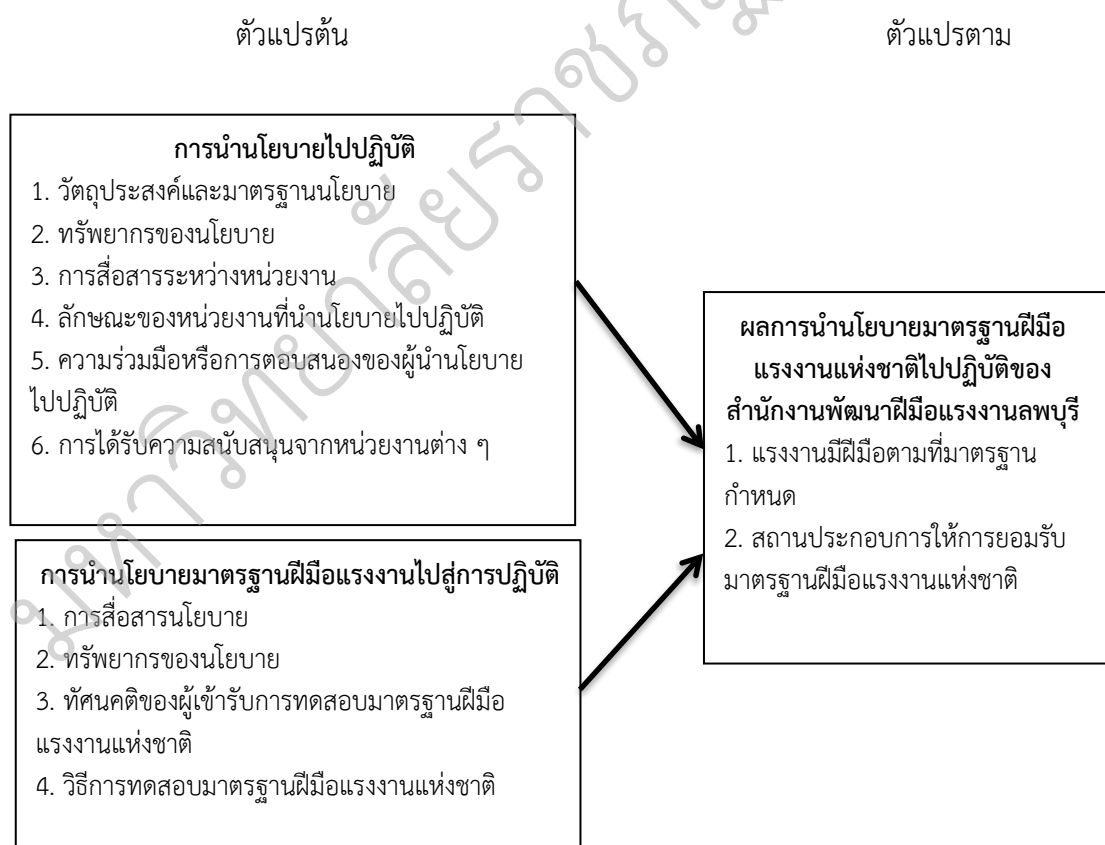 ตัวแปรต้น
ตัวแปรตาม
การนำนโยบายไปปฏิบัติ
1. วัตถุประสงค์และมาตรฐานนโยบาย
2. ทรัพยากรของนโยบาย
3. การสื่อสารระหว่างหน่วยงาน
4. ลักษณะของหน่วยงานที่นำนโยบายไปปฏิบัติ
5. ความร่วมมือหรือการตอบสนองของผู้นำนโยบาย
ไปปฏิบัติ
6. การได้รับความสนับสนุนจากหน่วยงานต่าง ๆ
การนำนโยบายมาตรฐานฝีมือแรงงานไปสู่การปฏิบัติ
1. การสื่อสารนโยบาย
2. ทรัพยากรของนโยบาย
3. ทัศนคติของผู้เข้ารับการทดสอบมาตรฐานฝีมือ
แรงงานแห่งชาติ
4. วิธีการทดสอบมาตรฐานฝีมือแรงงานแห่งชาติ
ผลการนำนโยบายมาตรฐานฝีมือ
แรงงานแห่งชาติไปปฏิบัติของ
สำนักงานพัฒนาฝีมือแรงงานลพบุรี
1. แรงงานมีฝีมือตามที่มาตรฐาน
กำหนด
2. สถานประกอบการให้การยอมรับ
มาตรฐานฝีมือแรงงานแห่งชาติ